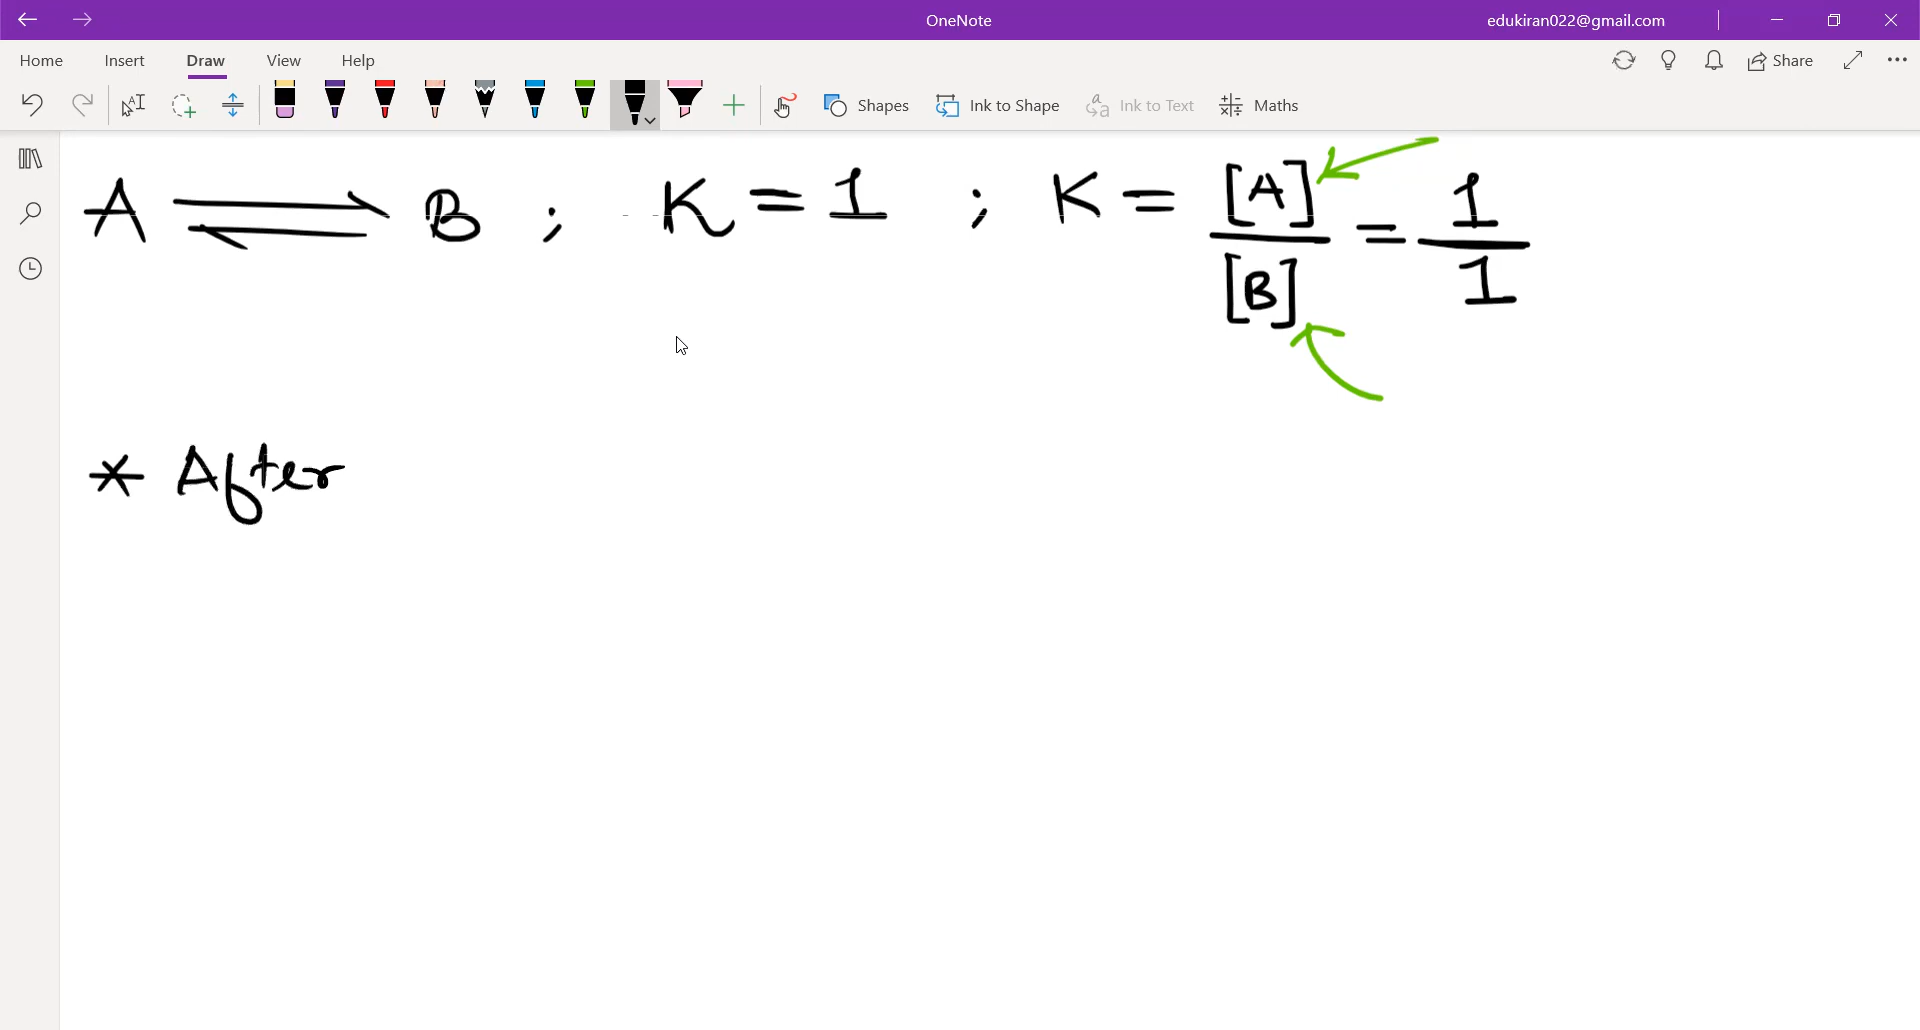 OneNote
edukiran022@gmail.com
Home Insert Draw View Help
Share
Shapes Ink to Shape Ink to Text Maths
A ⇌ B ; K = 1 ; K = [A]/[B] = 1/1
* After